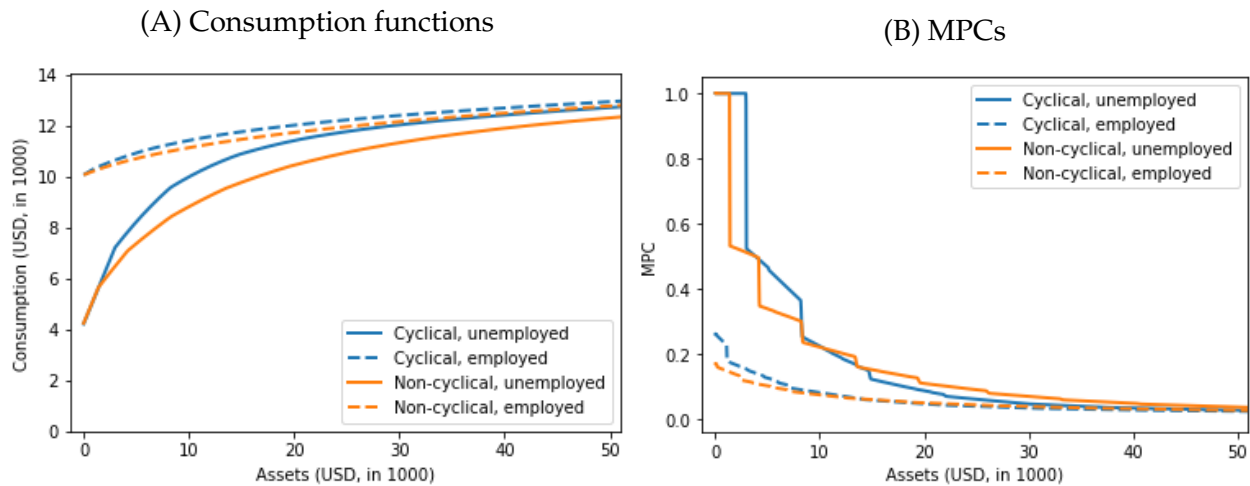 (A) Consumption functions
14
12
10
8
6
4
2
0
Consumption (USD, in 1000)
Cyclical, unemployed
Cyclical, employed
Non-cyclical, unemployed
Non-cyclical, employed
0 10 20 30 40 50
Assets (USD, in 1000)
(B) MPCs
1.0
0.8
0.6
0.4
0.2
0.0
MPC
Cyclical, unemployed
Cyclical, employed
Non-cyclical, unemployed
Non-cyclical, employed
0 10 20 30 40 50
Assets (USD, in 1000)